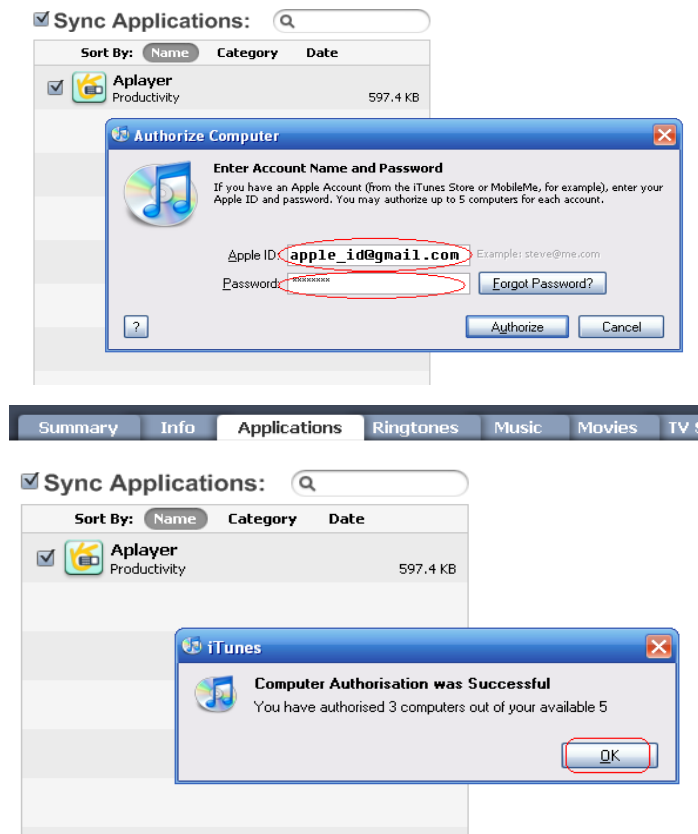 Sync Applications:
Sort By: Name Category Date
Aplayer
Productivity 597.4 KB
Authorize Computer
Enter Account Name and Password
If you have an Apple Account (from the iTunes Store or MobileMe, for example), enter your
Apple ID and password. You may authorize up to 5 computers for each account.
Apple ID: apple_id@gmail.com Example: steve@me.com
Password: ******** Forgot Password?
? Authorize Cancel
Summary Info Applications Ringtones Music Movies TV S
Sync Applications:
Sort By: Name Category Date
Aplayer
Productivity 597.4 KB
iTunes
Computer Authorisation was Successful
You have authorised 3 computers out of your available 5
OK